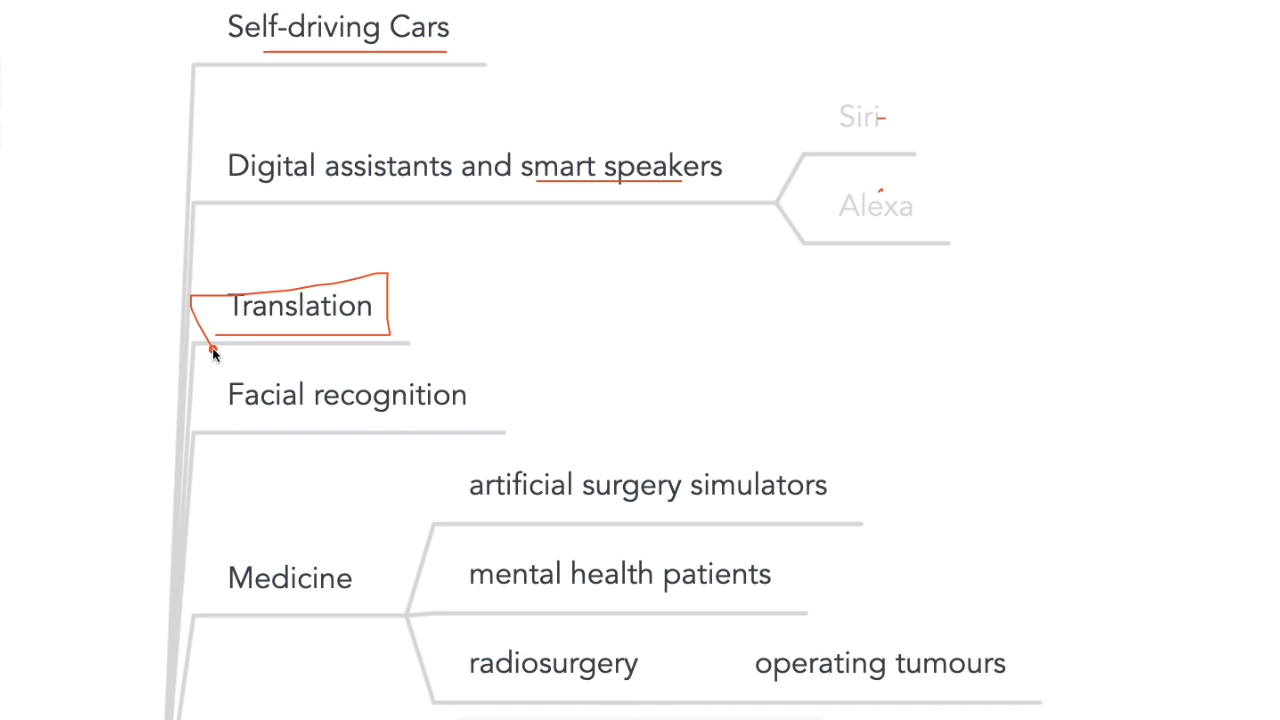 Self-driving Cars
Siri
Digital assistants and smart speakers
Alexa
Translation
Facial recognition
artificial surgery simulators
Medicine
mental health patients
radiosurgery operating tumours